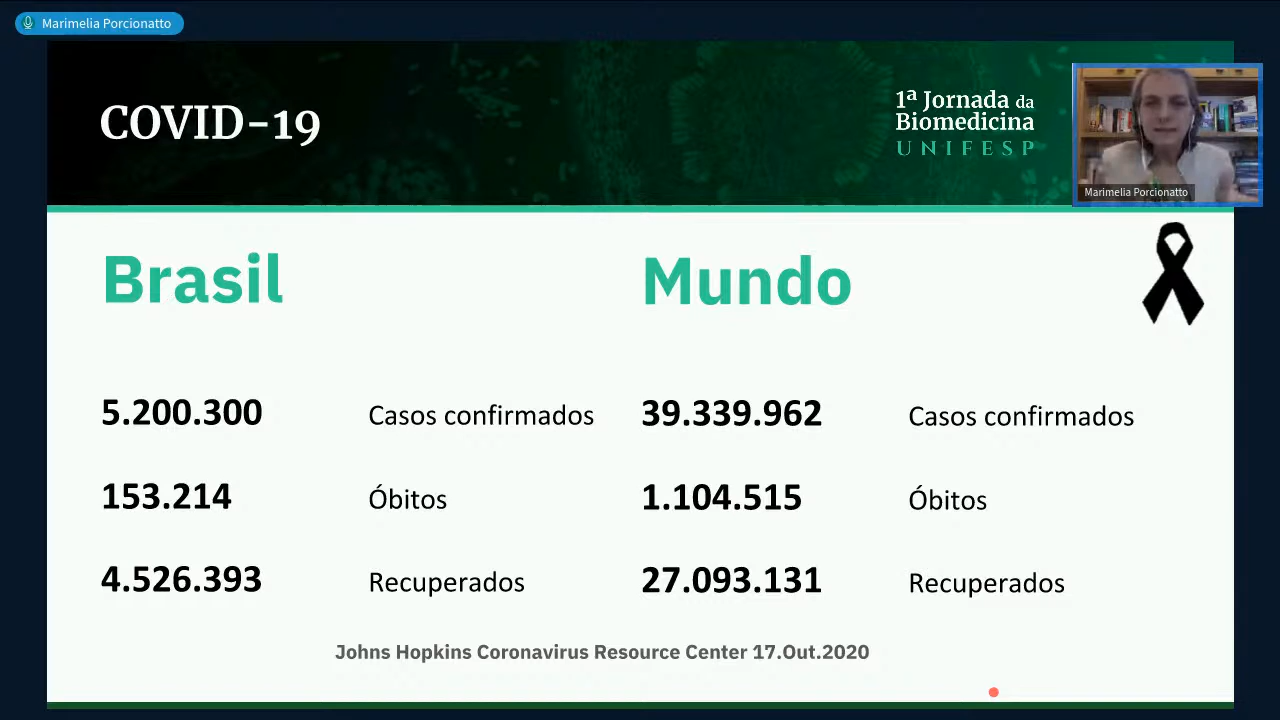 Marimelia Porcionatto
COVID-19
1ª Jornada da
Biomedicina
UNIFESP
Marimelia Porcionatto
Brasil
Mundo
5.200.300 Casos confirmados 39.339.962 Casos confirmados
153.214 Óbitos 1.104.515 Óbitos
4.526.393 Recuperados 27.093.131 Recuperados
Johns Hopkins Coronavirus Resource Center 17.Out.2020